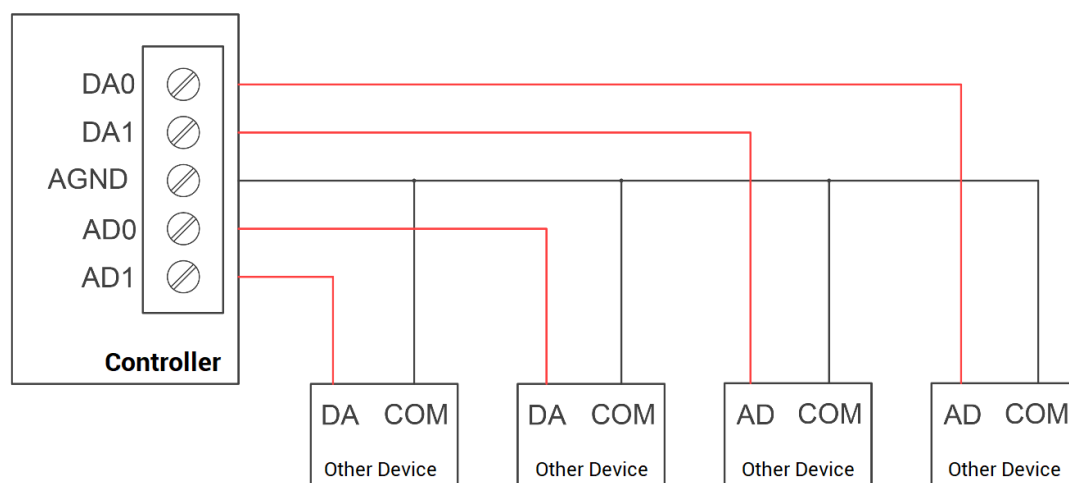 DA0
DA1
AGND
AD0
AD1
Controller
DA COM
Other Device
DA COM
Other Device
AD COM
Other Device
AD COM
Other Device